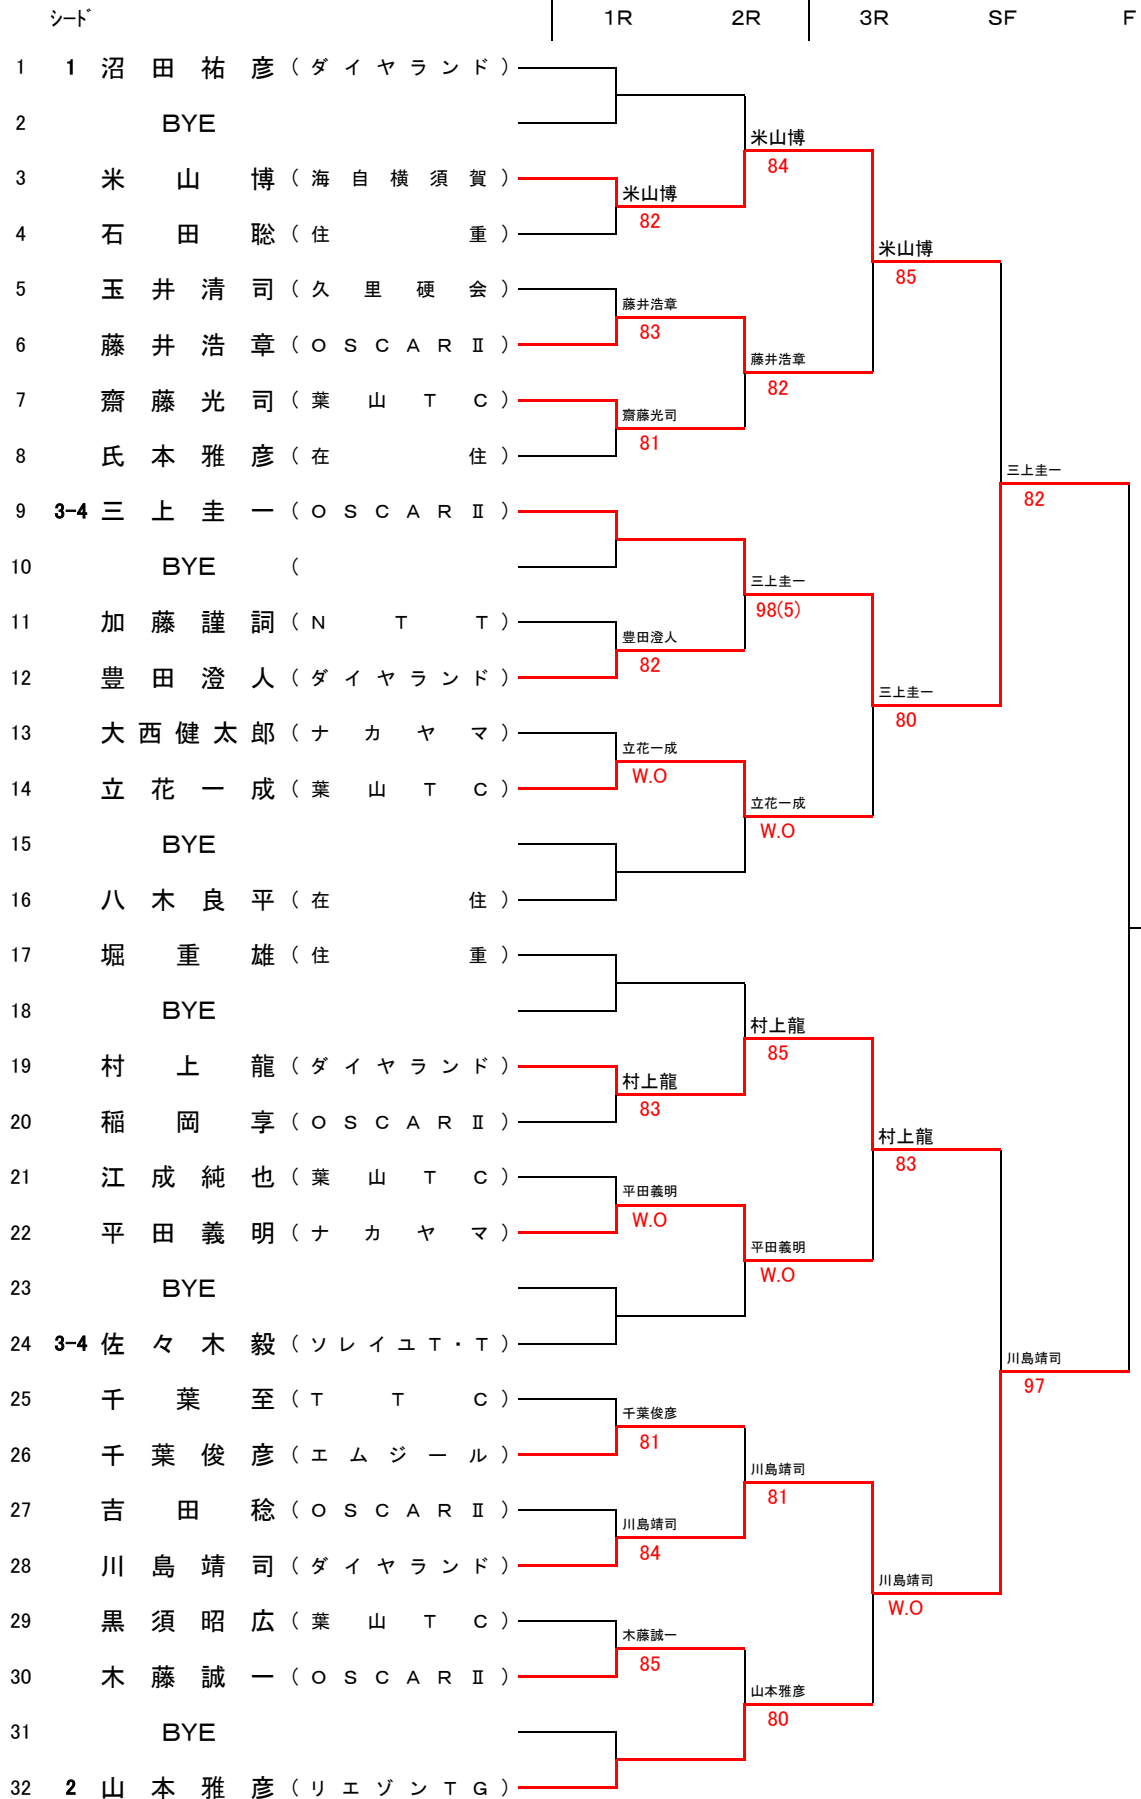 シード 1R 2R 3R SF F
1 1 沼田祐彦 （ダイヤランド）
2 BYE
米山博
84
3 米山博 （海自横須賀）
米山博
82
4 石田聡 （住重）
米山博
85
5 玉井清司 （久里硬会）
藤井浩章
83
6 藤井浩章 （OSCARⅡ）
藤井浩章
82
7 齋藤光司 （葉山TC）
齋藤光司
81
8 氏本雅彦 （在住）
三上圭一
82
9 3-4 三上圭一 （OSCARⅡ）
10 BYE （
三上圭一
98(5)
11 加藤謹詞 （NTT）
豊田澄人
82
12 豊田澄人 （ダイヤランド）
三上圭一
80
13 大西健太郎 （ナカヤマ）
立花一成
W.O
14 立花一成 （葉山TC）
立花一成
W.O
15 BYE
16 八木良平 （在住）
17 堀重雄 （住重）
18 BYE
村上龍
85
19 村上龍 （ダイヤランド）
村上龍
83
20 稲岡享 （OSCARⅡ）
村上龍
83
21 江成純也 （葉山TC）
平田義明
W.O
22 平田義明 （ナカヤマ）
平田義明
W.O
23 BYE
24 3-4 佐々木毅 （ソレイユT・T）
川島靖司
97
25 千葉至 （TTC）
千葉俊彦
81
26 千葉俊彦 （エムジール）
川島靖司
81
27 吉田稔 （OSCARⅡ）
川島靖司
84
28 川島靖司 （ダイヤランド）
川島靖司
W.O
29 黒須昭広 （葉山TC）
木藤誠一
85
30 木藤誠一 （OSCARⅡ）
山本雅彦
80
31 BYE
32 2 山本雅彦 （リエゾンTG）